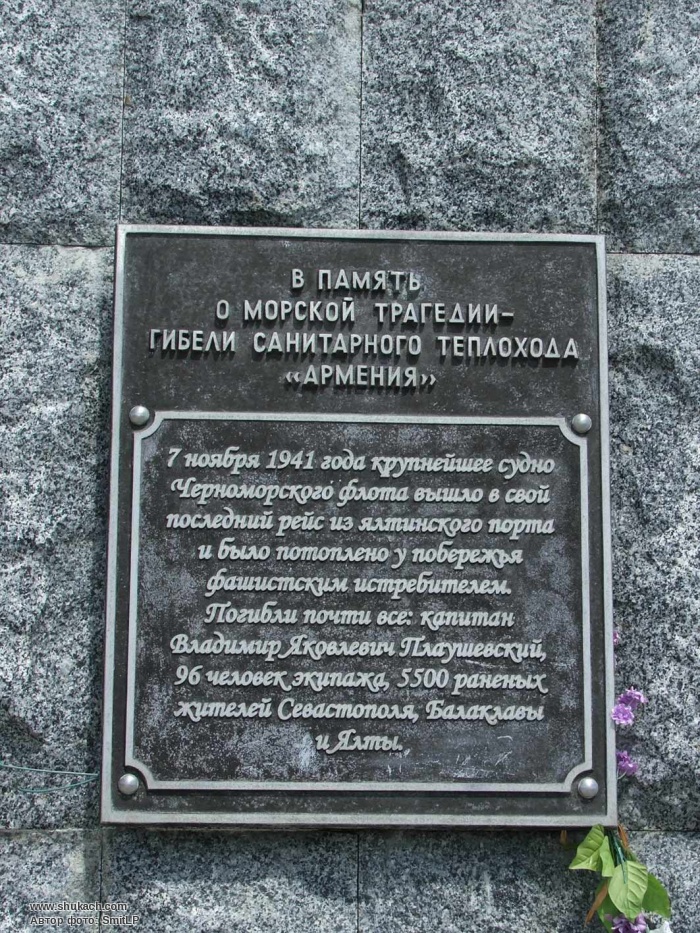 В ПАМЯТЬ
О МОРСКОЙ ТРАГЕДИИ–
ГИБЕЛИ САНИТАРНОГО ТЕПЛОХОДА
«АРМЕНИЯ»
7 ноября 1941 года крупнейшее судно
Черноморского флота вышло в свой
последний рейс из ялтинского порта
и было потоплено у побережья
фашистским истребителем.
Погибли почти все: капитан
Владимир Яковлевич Плаушевский,
96 человек экипажа, 5500 раненых
жителей Севастополя, Балаклавы
и Ялты.
www.shukach.com
Автор фото: SmitLP